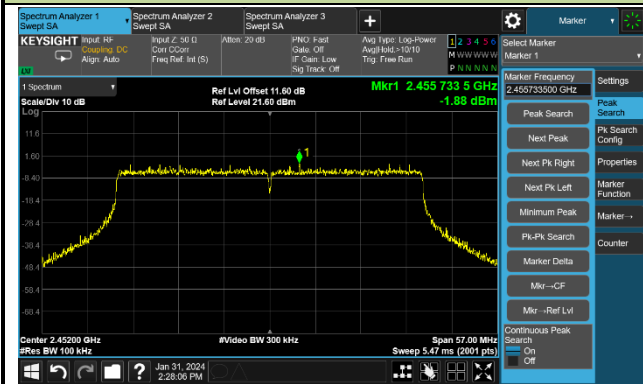 Spectrum Analyzer 1
Swept SA
Spectrum Analyzer 2
Swept SA
Spectrum Analyzer 3
Swept SA
+
Marker
KEYSIGHT
Input: RF
Coupling: DC
Align: Auto
Input Z: 50 Ω
Corr CCorr
Freq Ref: Int (S)
Atten: 20 dB
PNO: Fast
Gate: Off
IF Gain: Low
Sig Track: Off
Avg Type: Log-Power
Avg|Hold:>10/10
Trig: Free Run
1 2 3 4 5 6
M W W W W W
P N N N N N
LV
Select Marker
Marker 1
1 Spectrum
Scale/Div 10 dB
Log
Ref Lvl Offset 11.60 dB
Ref Level 21.60 dBm
Mkr1 2.455 733 5 GHz
-1.88 dBm
11.6
1.60
-8.40
-18.4
-28.4
-38.4
-48.4
-58.4
-68.4
1
Center 2.45200 GHz
#Res BW 100 kHz
#Video BW 300 kHz
Span 57.00 MHz
Sweep 5.47 ms (2001 pts)
Marker Frequency
2.455733500 GHz
Peak Search
Next Peak
Next Pk Right
Next Pk Left
Minimum Peak
Pk-Pk Search
Marker Delta
Mkr→CF
Mkr→Ref Lvl
Continuous Peak
Search
On
Off
Settings
Peak
Search
Pk Search
Config
Properties
Marker
Function
Marker→
Counter
?
Jan 31, 2024
2:28:06 PM